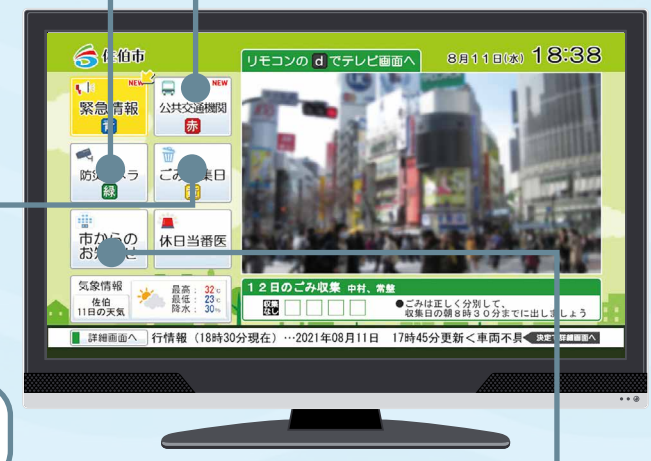 佐伯市
リモコンの d でテレビ画面へ
8月11日(水) 18:38
NEW
緊急情報
青
NEW
公共交通機関
赤
緑
市からの
休日当番医
気象情報
佐伯
11日の天気
最高: 32℃
最低: 23℃
降水: 30%
12日のごみ収集 中村、常盤
収集
なし
●ごみは正しく分別して、
収集日の朝8時30分までに出しましょう
詳細画面へ
行情報(18時30分現在)…2021年08月11日 17時45分更新<車両不具
決定で詳細画面へ